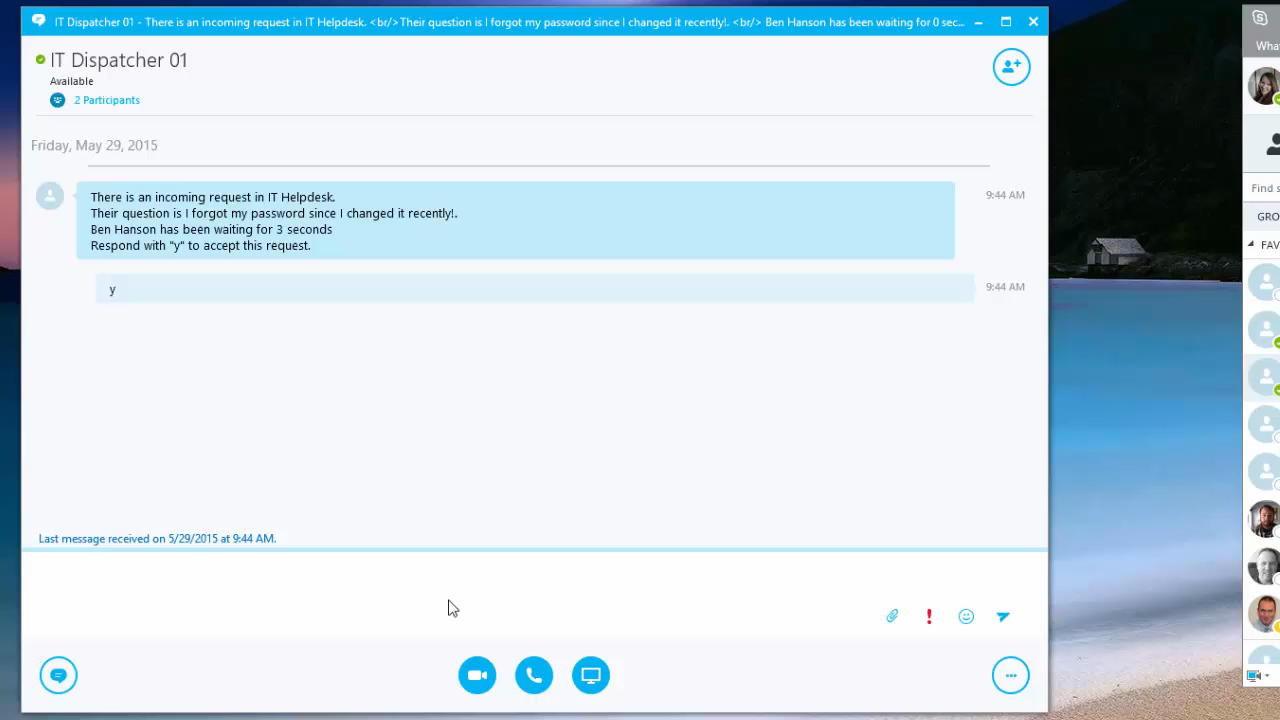 IT Dispatcher 01 - There is an incoming request in IT Helpdesk. <br/>Their question is I forgot my password since I changed it recently!. <br/> Ben Hanson has been waiting for 0 sec...
IT Dispatcher 01
Available
2 Participants
Friday, May 29, 2015
There is an incoming request in IT Helpdesk.
Their question is I forgot my password since I changed it recently!.
Ben Hanson has been waiting for 3 seconds
Respond with "y" to accept this request.
9:44 AM
y
9:44 AM
Last message received on 5/29/2015 at 9:44 AM.
What
Find s
GRO
FAV